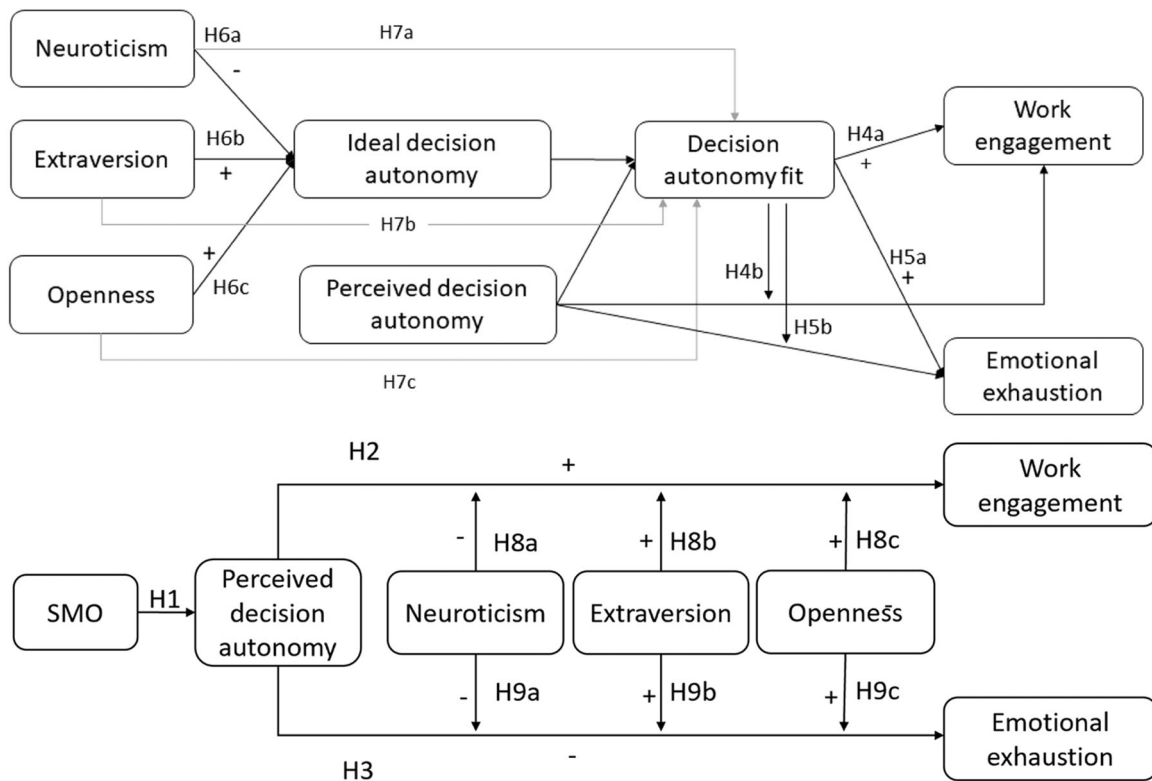 Neuroticism
H6a
H7a
-
Extraversion
H6b
+
Ideal decision
autonomy
Decision
autonomy fit
H4a
+
Work
engagement
H7b
+
H6c
Openness
Perceived decision
autonomy
H4b
H5a
+
H5b
H7c
Emotional
exhaustion
H2
+
Work
engagement
-
H8a
+
H8b
+
H8c
SMO
H1
Perceived
decision
autonomy
Neuroticism
Extraversion
Openness
-
H9a
+
H9b
+
H9c
H3
-
Emotional
exhaustion